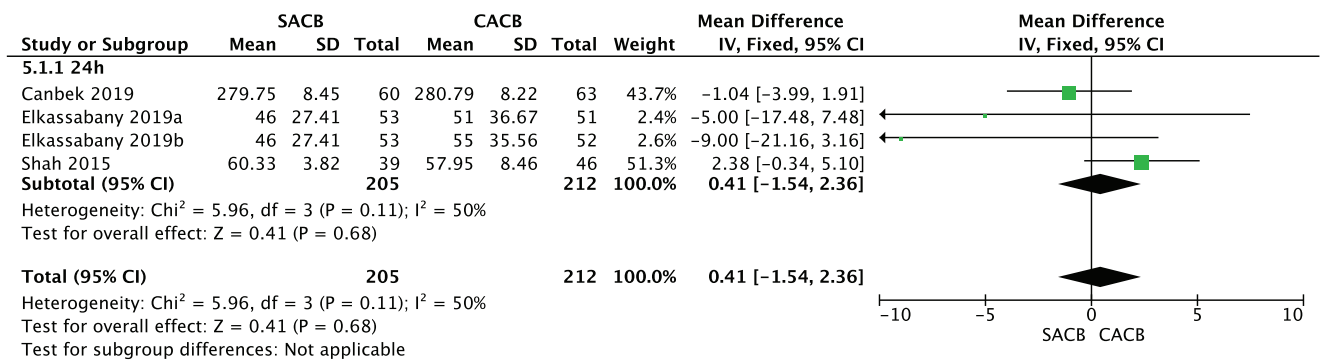 SACB CACB Mean Difference Mean Difference
Study or Subgroup Mean SD Total Mean SD Total Weight IV, Fixed, 95% CI IV, Fixed, 95% CI
5.1.1 24h
Canbek 2019 279.75 8.45 60 280.79 8.22 63 43.7% −1.04 [−3.99, 1.91]
Elkassabany 2019a 46 27.41 53 51 36.67 51 2.4% −5.00 [−17.48, 7.48]
Elkassabany 2019b 46 27.41 53 55 35.56 52 2.6% −9.00 [−21.16, 3.16]
Shah 2015 60.33 3.82 39 57.95 8.46 46 51.3% 2.38 [−0.34, 5.10]
Subtotal (95% CI) 205 212 100.0% 0.41 [−1.54, 2.36]
Heterogeneity: Chi² = 5.96, df = 3 (P = 0.11); I² = 50%
Test for overall effect: Z = 0.41 (P = 0.68)
Total (95% CI) 205 212 100.0% 0.41 [−1.54, 2.36]
Heterogeneity: Chi² = 5.96, df = 3 (P = 0.11); I² = 50%
Test for overall effect: Z = 0.41 (P = 0.68)
Test for subgroup differences: Not applicable
−10 −5 0 5 10
SACB CACB